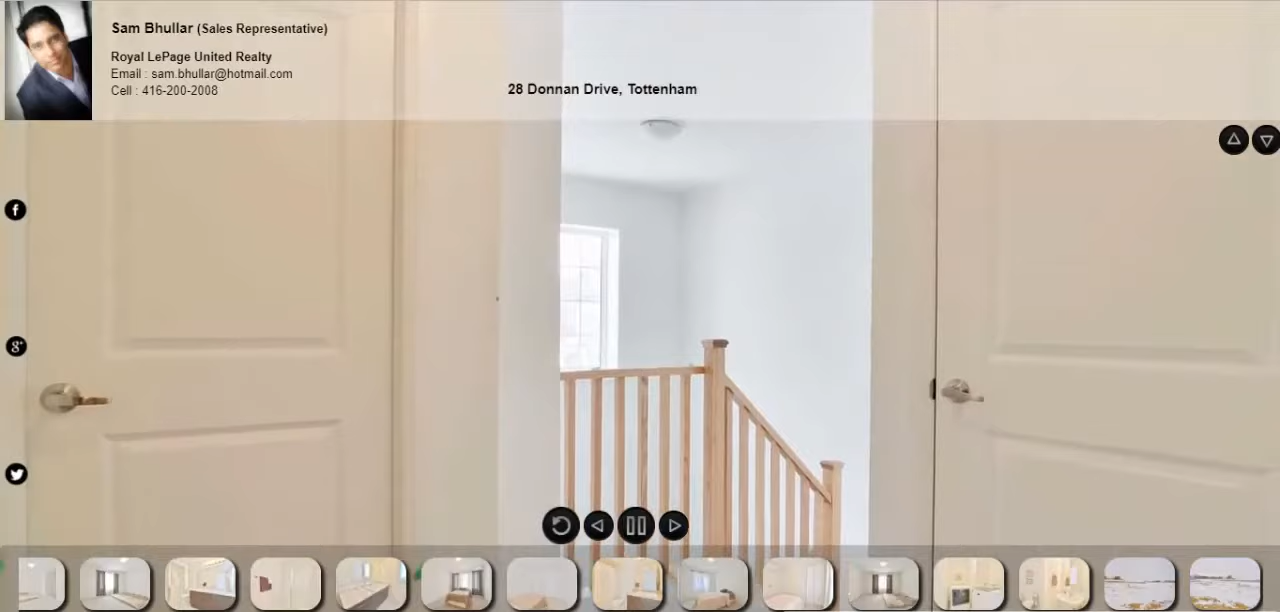 Sam Bhullar (Sales Representative)
Royal LePage United Realty
Email : sam.bhullar@hotmail.com
Cell : 416-200-2008
28 Donnan Drive, Tottenham